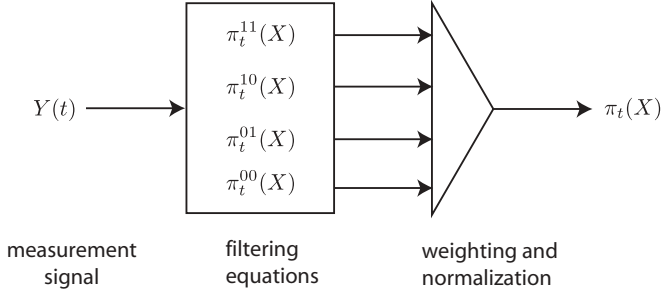 π_t^{11}(X)
π_t^{10}(X)
Y(t)
π_t(X)
π_t^{01}(X)
π_t^{00}(X)
measurement
signal
filtering
equations
weighting and
normalization